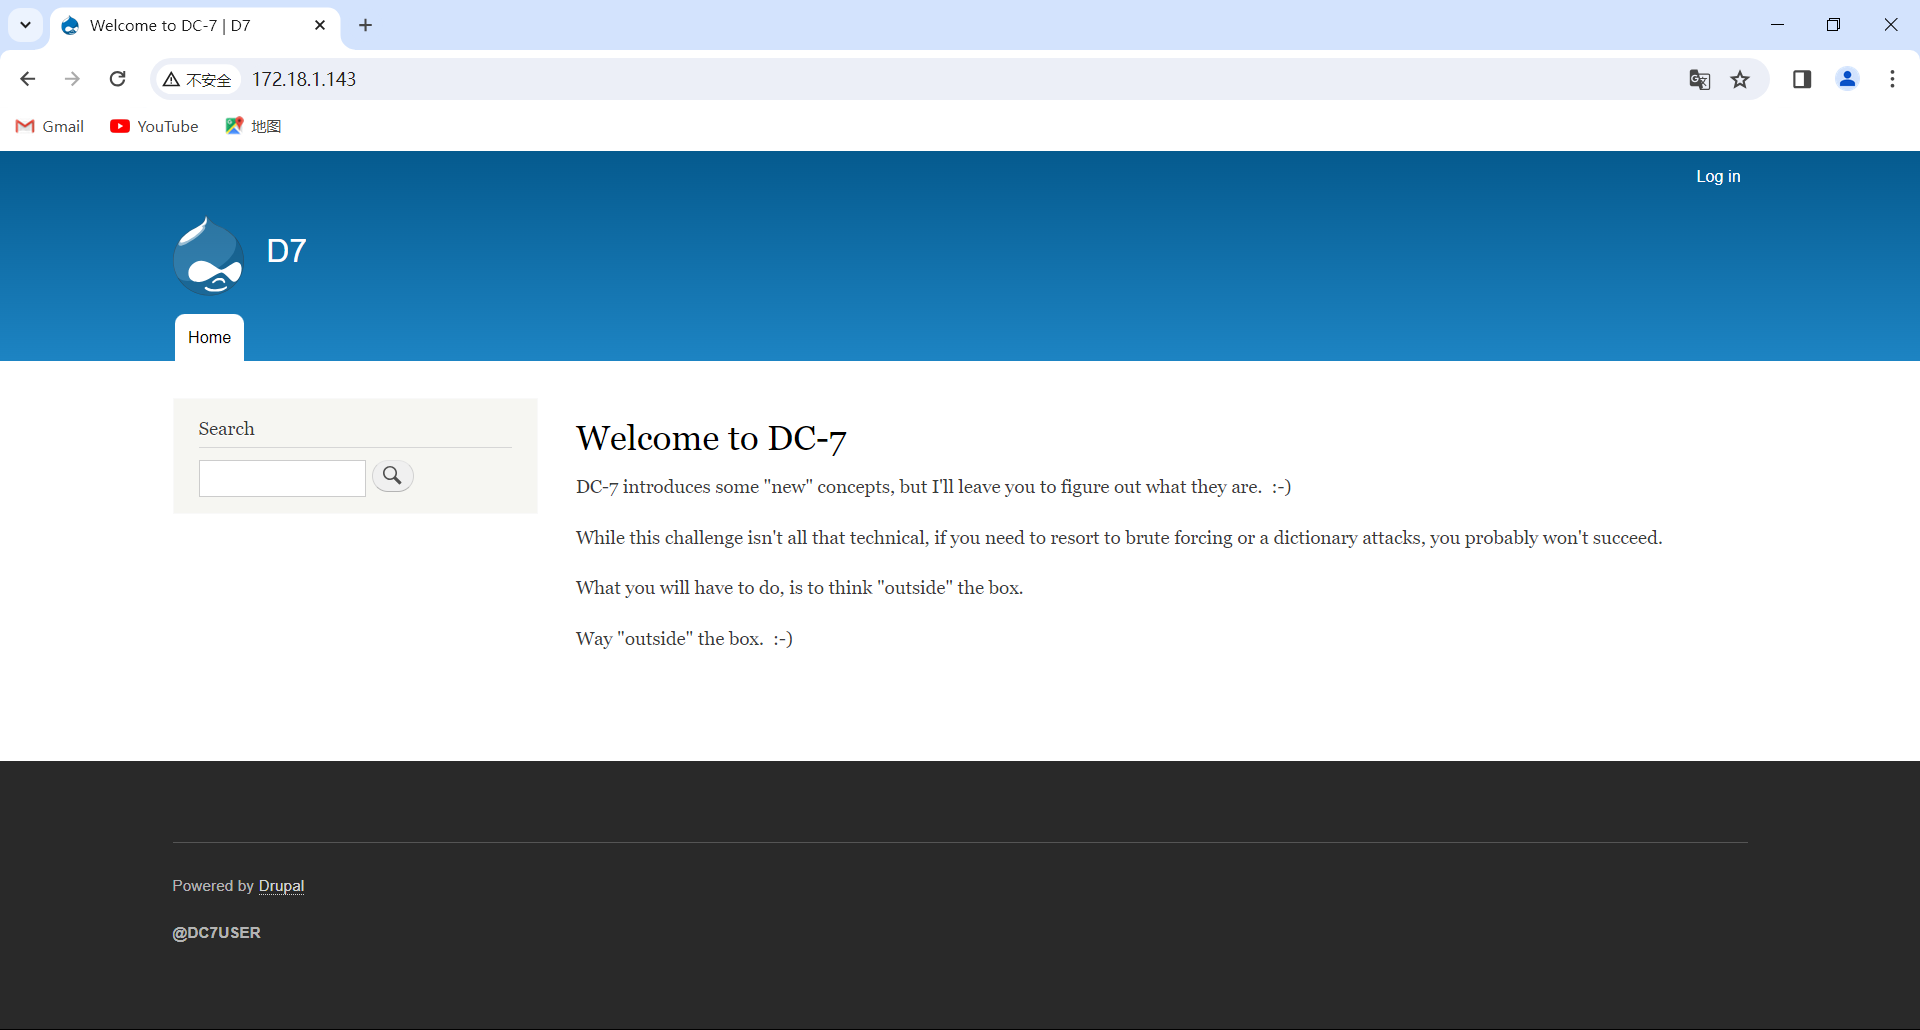 Welcome to DC-7 | D7
不安全 172.18.1.143
Gmail YouTube 地图
Log in
D7
Home
Search
Welcome to DC-7
DC-7 introduces some "new" concepts, but I'll leave you to figure out what they are.  :-)
While this challenge isn't all that technical, if you need to resort to brute forcing or a dictionary attacks, you probably won't succeed.
What you will have to do, is to think "outside" the box.
Way "outside" the box.  :-)
Powered by Drupal
@DC7USER